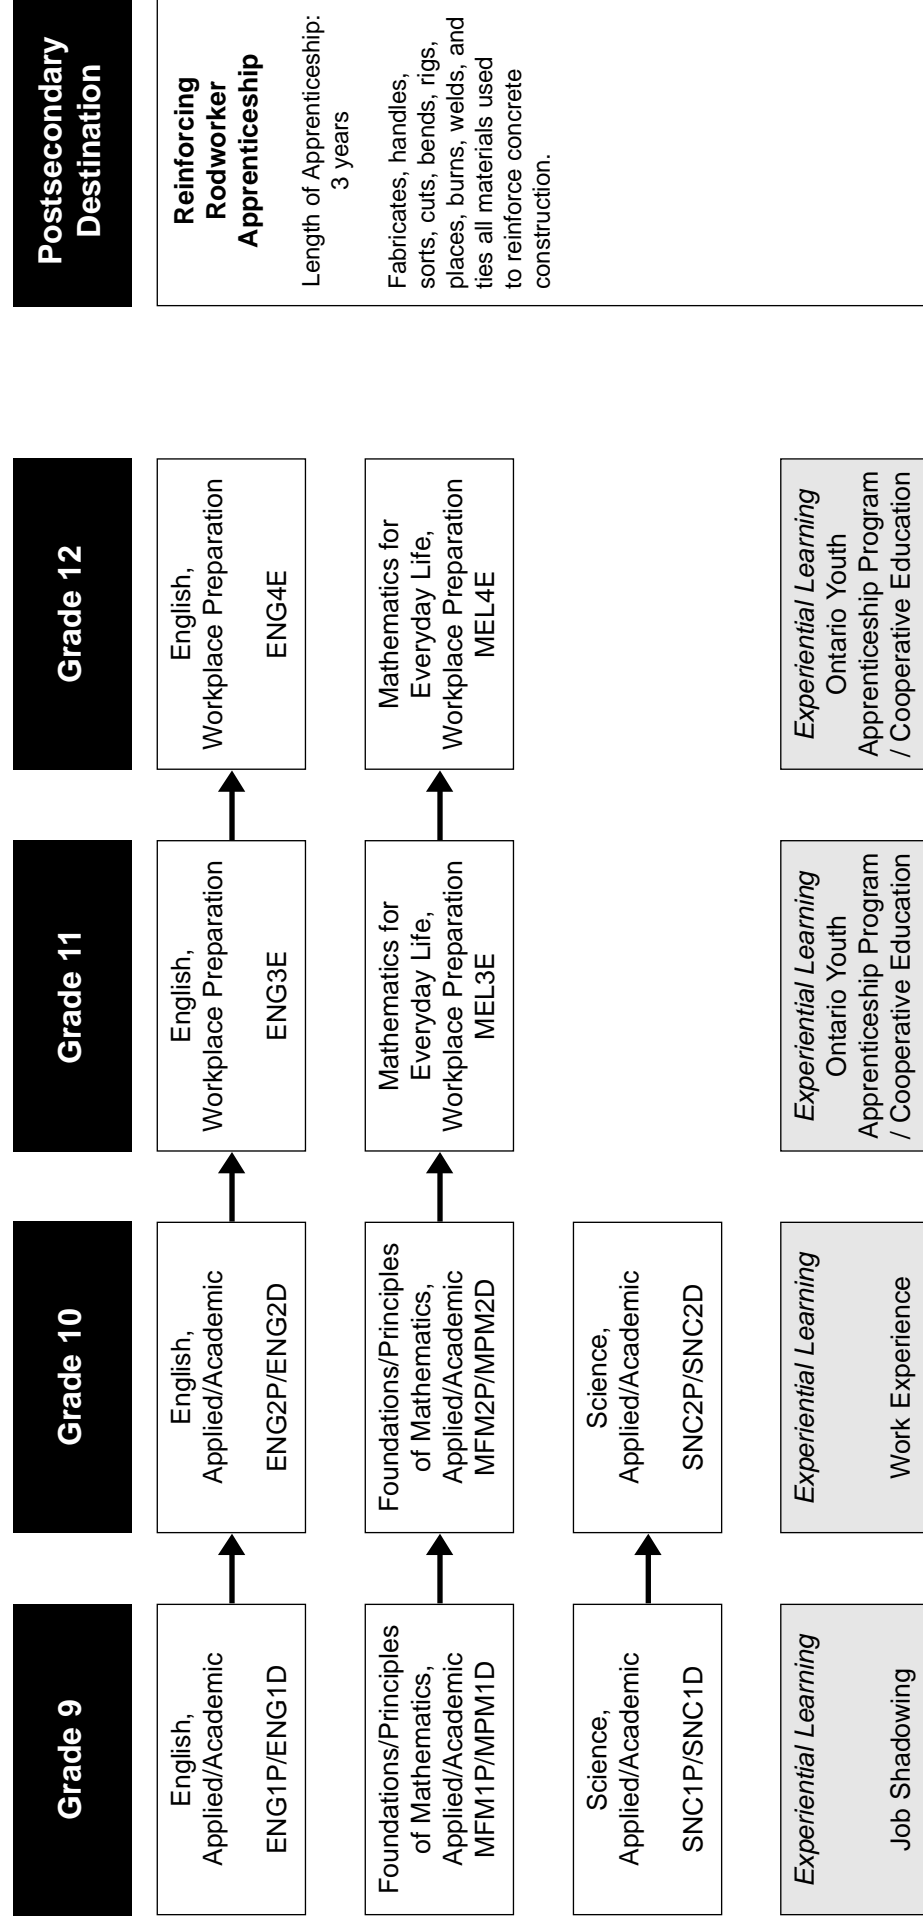 Grade 9
Grade 10
Grade 11
Grade 12
Postsecondary
Destination
English,
Applied/Academic
ENG1P/ENG1D
English,
Applied/Academic
ENG2P/ENG2D
English,
Workplace Preparation
ENG3E
English,
Workplace Preparation
ENG4E
Reinforcing
Rodworker
Apprenticeship
Length of Apprenticeship:
3 years
Fabricates, handles,
sorts, cuts, bends, rigs,
places, burns, welds, and
ties all materials used
to reinforce concrete
construction.
Foundations/Principles
of Mathematics,
Applied/Academic
MFM1P/MPM1D
Foundations/Principles
of Mathematics,
Applied/Academic
MFM2P/MPM2D
Mathematics for
Everyday Life,
Workplace Preparation
MEL3E
Mathematics for
Everyday Life,
Workplace Preparation
MEL4E
Science,
Applied/Academic
SNC1P/SNC1D
Science,
Applied/Academic
SNC2P/SNC2D
Experiential Learning
Job Shadowing
Experiential Learning
Work Experience
Experiential Learning
Ontario Youth
Apprenticeship Program
/ Cooperative Education
Experiential Learning
Ontario Youth
Apprenticeship Program
/ Cooperative Education